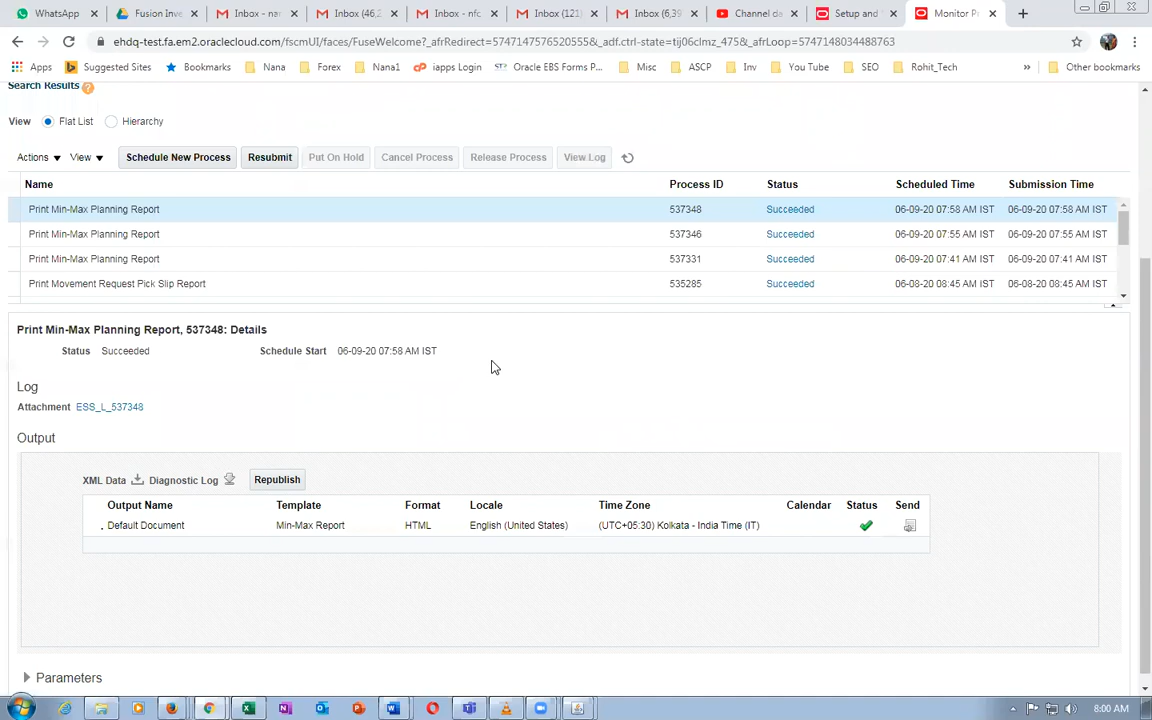 WhatsApp
Fusion Inve
Inbox - nar
Inbox (46,2
Inbox - nfc
Inbox (121)
Inbox (6,39
Channel da
Setup and
Monitor Pr
ehdq-test.fa.em2.oraclecloud.com/fscmUI/faces/FuseWelcome?_afrRedirect=574714757652055&_adf.ctrl-state=tij06clmz_475&_afrLoop=5747148034488763
Apps
Suggested Sites
Bookmarks
Nana
Forex
Nana1
iapps Login
Oracle EBS Forms P...
Misc
ASCP
Inv
You Tube
SEO
Rohit_Tech
»
Other bookmarks
Search Results
View Flat List Hierarchy
Actions View Schedule New Process Resubmit Put On Hold Cancel Process Release Process View Log
Name Process ID Status Scheduled Time Submission Time
Print Min-Max Planning Report 537348 Succeeded 06-09-20 07:58 AM IST 06-09-20 07:58 AM IST
Print Min-Max Planning Report 537346 Succeeded 06-09-20 07:55 AM IST 06-09-20 07:55 AM IST
Print Min-Max Planning Report 537331 Succeeded 06-09-20 07:41 AM IST 06-09-20 07:41 AM IST
Print Movement Request Pick Slip Report 535285 Succeeded 06-08-20 08:45 AM IST 06-08-20 08:45 AM IST
Print Min-Max Planning Report, 537348: Details
Status Succeeded Schedule Start 06-09-20 07:58 AM IST
Log
Attachment ESS_L_537348
Output
XML Data Diagnostic Log Republish
Output Name Template Format Locale Time Zone Calendar Status Send
Default Document Min-Max Report HTML English (United States) (UTC+05:30) Kolkata - India Time (IT)
Parameters
8:00 AM